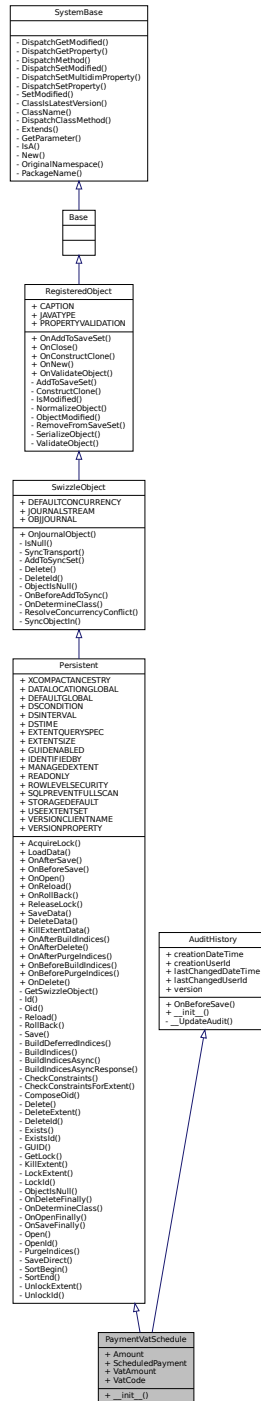 SystemBase
- DispatchGetModified()
- DispatchGetProperty()
- DispatchMethod()
- DispatchSetModified()
- DispatchSetMultidimProperty()
- DispatchSetProperty()
- SetModified()
- ClassIsLatestVersion()
- ClassName()
- DispatchClassMethod()
- Extends()
- GetParameter()
- IsA()
- New()
- OriginalNamespace()
- PackageName()
Base
RegisteredObject
+ CAPTION
+ JAVATYPE
+ PROPERTYVALIDATION
+ OnAddToSaveSet()
+ OnClose()
+ OnConstructClone()
+ OnNew()
+ OnValidateObject()
- AddToSaveSet()
- ConstructClone()
- IsModified()
- NormalizeObject()
- ObjectModified()
- RemoveFromSaveSet()
- SerializeObject()
- ValidateObject()
SwizzleObject
+ DEFAULTCONCURRENCY
+ JOURNALSTREAM
+ OBJJOURNAL
+ OnJournalObject()
- IsNull()
- SyncTransport()
- AddToSyncSet()
- Delete()
- DeleteId()
- ObjectIsNull()
- OnBeforeAddToSync()
- OnDetermineClass()
- ResolveConcurrencyConflict()
- SyncObjectIn()
Persistent
+ XCOMPACTANCESTRY
+ DATALOCATIONGLOBAL
+ DEFAULTGLOBAL
+ DSCONDITION
+ DSINTERVAL
+ DSTIME
+ EXTENTQUERYSPEC
+ EXTENTSIZE
+ GUIDENABLED
+ IDENTIFIEDBY
+ MANAGEDEXTENT
+ READONLY
+ ROWLEVELSECURITY
+ SQLPREVENTFULLSCAN
+ STORAGEDEFAULT
+ USEEXTENTSET
+ VERSIONCLIENTNAME
+ VERSIONPROPERTY
+ AcquireLock()
+ LoadData()
+ OnAfterSave()
+ OnBeforeSave()
+ OnOpen()
+ OnReload()
+ OnRollBack()
+ ReleaseLock()
+ SaveData()
+ DeleteData()
+ KillExtentData()
+ OnAfterBuildIndices()
+ OnAfterDelete()
+ OnAfterPurgeIndices()
+ OnBeforeBuildIndices()
+ OnBeforePurgeIndices()
+ OnDelete()
- GetSwizzleObject()
- Id()
- Oid()
- Reload()
- RollBack()
- Save()
- BuildDeferredIndices()
- BuildIndices()
- BuildIndicesAsync()
- BuildIndicesAsyncResponse()
- CheckConstraints()
- CheckConstraintsForExtent()
- ComposeOid()
- Delete()
- DeleteExtent()
- DeleteId()
- Exists()
- ExistsId()
- GUID()
- GetLock()
- KillExtent()
- LockExtent()
- LockId()
- ObjectIsNull()
- OnDeleteFinally()
- OnDetermineClass()
- OnOpenFinally()
- OnSaveFinally()
- Open()
- OpenId()
- PurgeIndices()
- SaveDirect()
- SortBegin()
- SortEnd()
- UnlockExtent()
- UnlockId()
AuditHistory
+ creationDateTime
+ creationUserId
+ lastChangedDateTime
+ lastChangedUserId
+ version
+ OnBeforeSave()
+ __init__()
- __UpdateAudit()
PaymentVatSchedule
+ Amount
+ ScheduledPayment
+ VatAmount
+ VatCode
+ __init__()